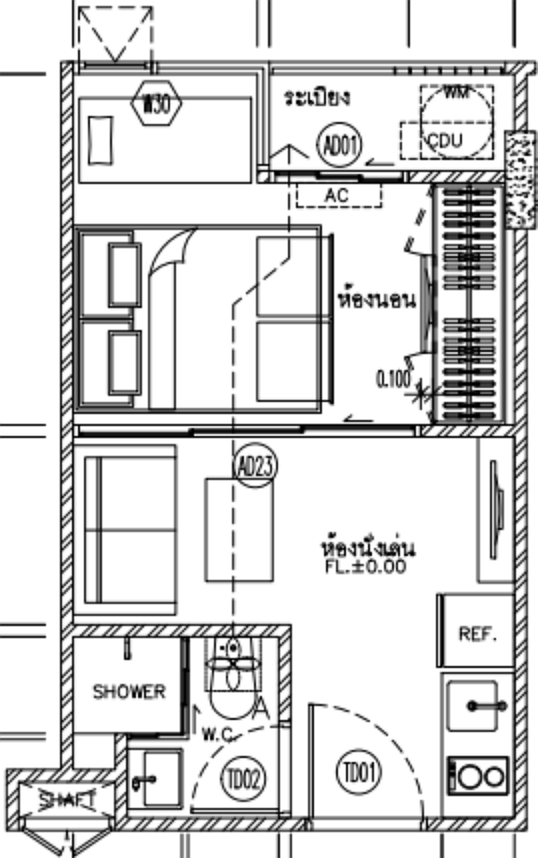 W30
ระเบียง
WM
AD01
CDU
AC
ห้องนอน
0.100
AD23
ห้องนั่งเล่น
FL.±0.00
REF.
SHOWER
W.C.
TD02
TD01
SHAFT